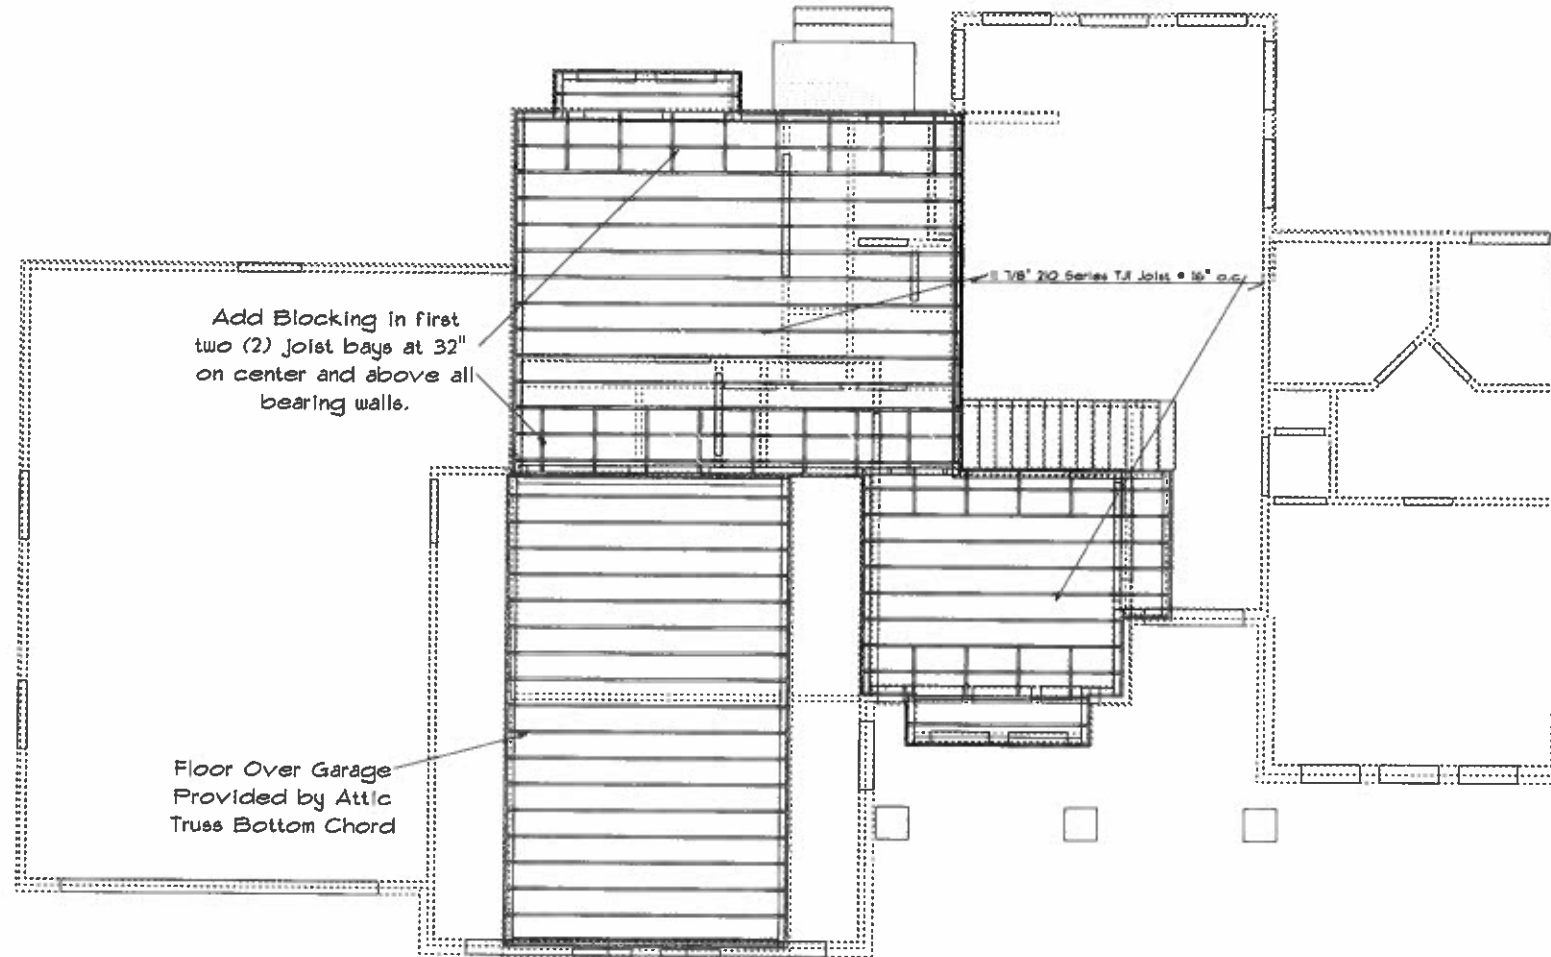 11 7/8" 210 Series TJI Joist @ 16" o.c.
Add Blocking in first
two (2) joist bays at 32"
on center and above all
bearing walls.
Floor Over Garage
Provided by Attic
Truss Bottom Chord